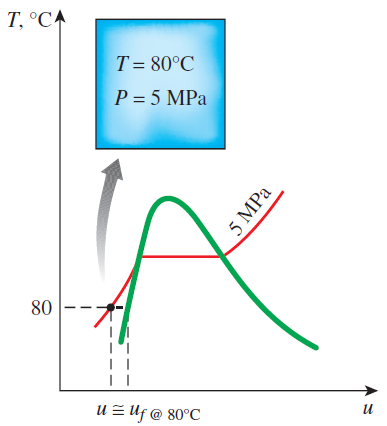 T, °C
T = 80°C
P = 5 MPa
5 MPa
80
u ≅ u_f @ 80°C
u